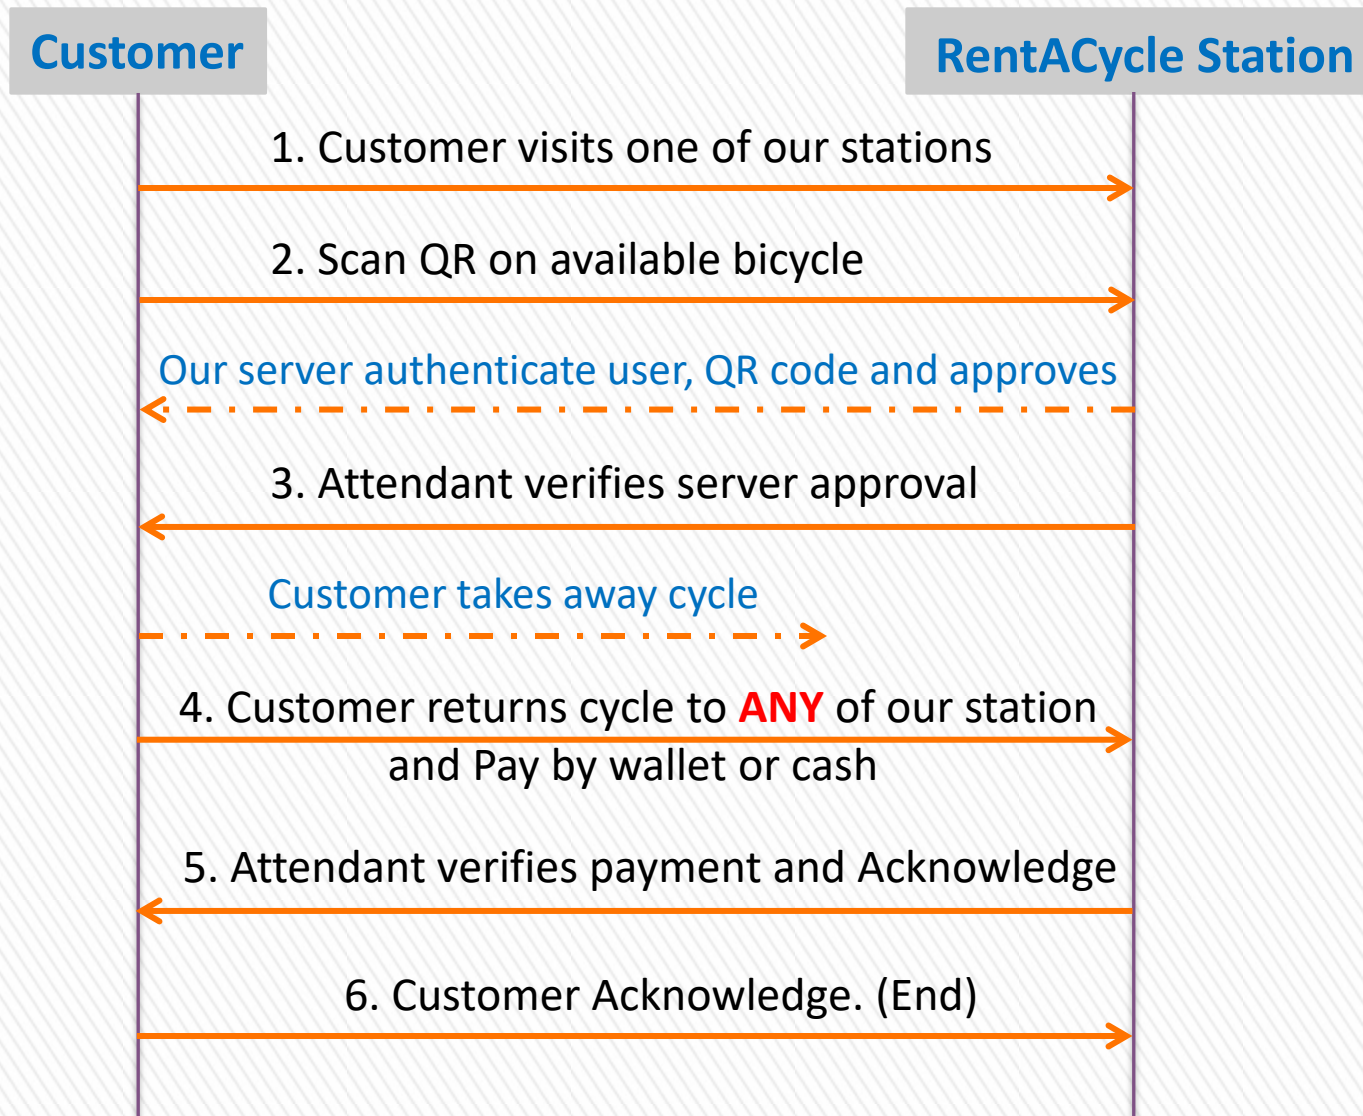 Customer
RentACycle Station
1. Customer visits one of our stations
2. Scan QR on available bicycle
Our server authenticate user, QR code and approves
3. Attendant verifies server approval
Customer takes away cycle
4. Customer returns cycle to ANY of our station
and Pay by wallet or cash
5. Attendant verifies payment and Acknowledge
6. Customer Acknowledge. (End)